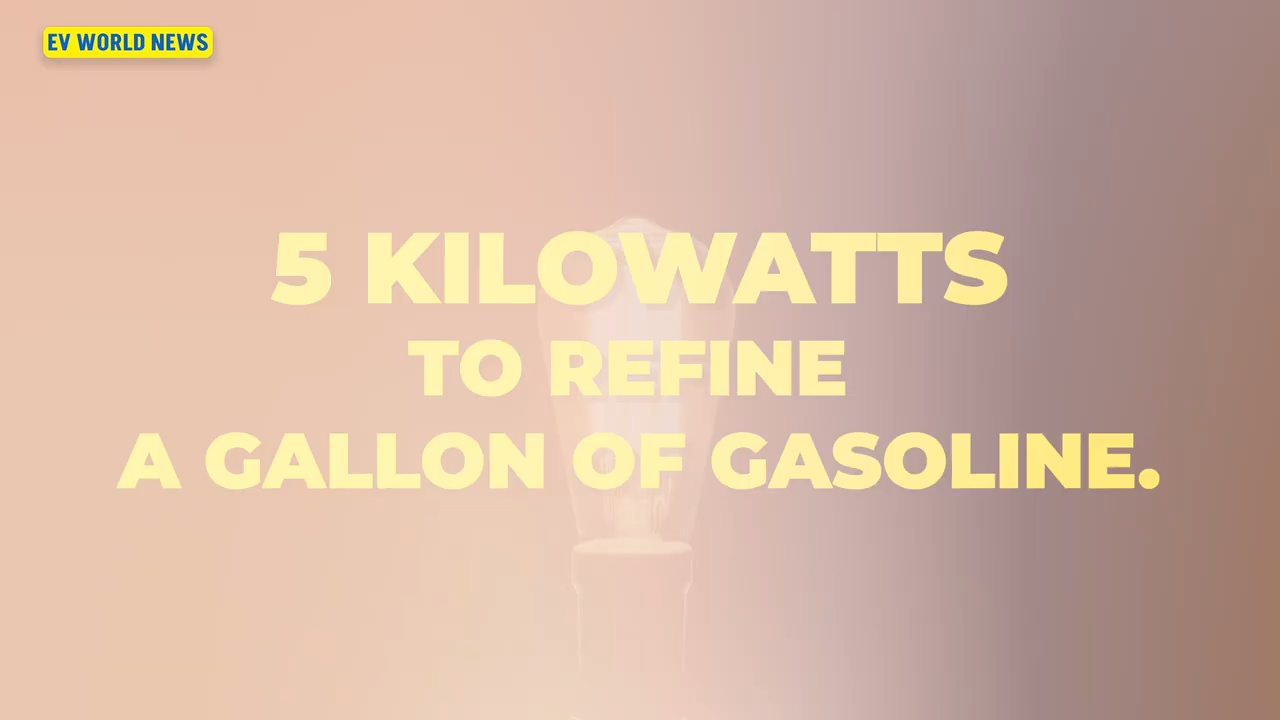 EV WORLD NEWS
5 KILOWATTS
TO REFINE
A GALLON OF GASOLINE.